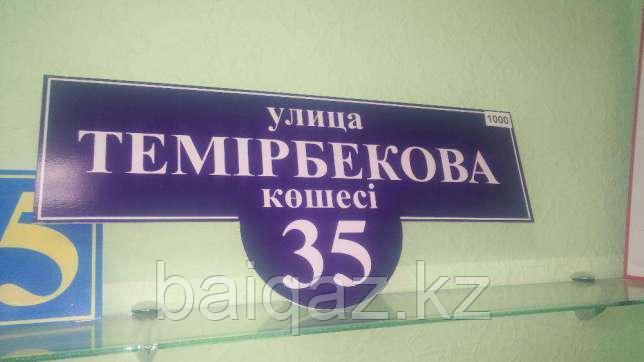 улица
1000
ТЕМІРБЕКОВА
көшесі
35
5
baiqaz.kz